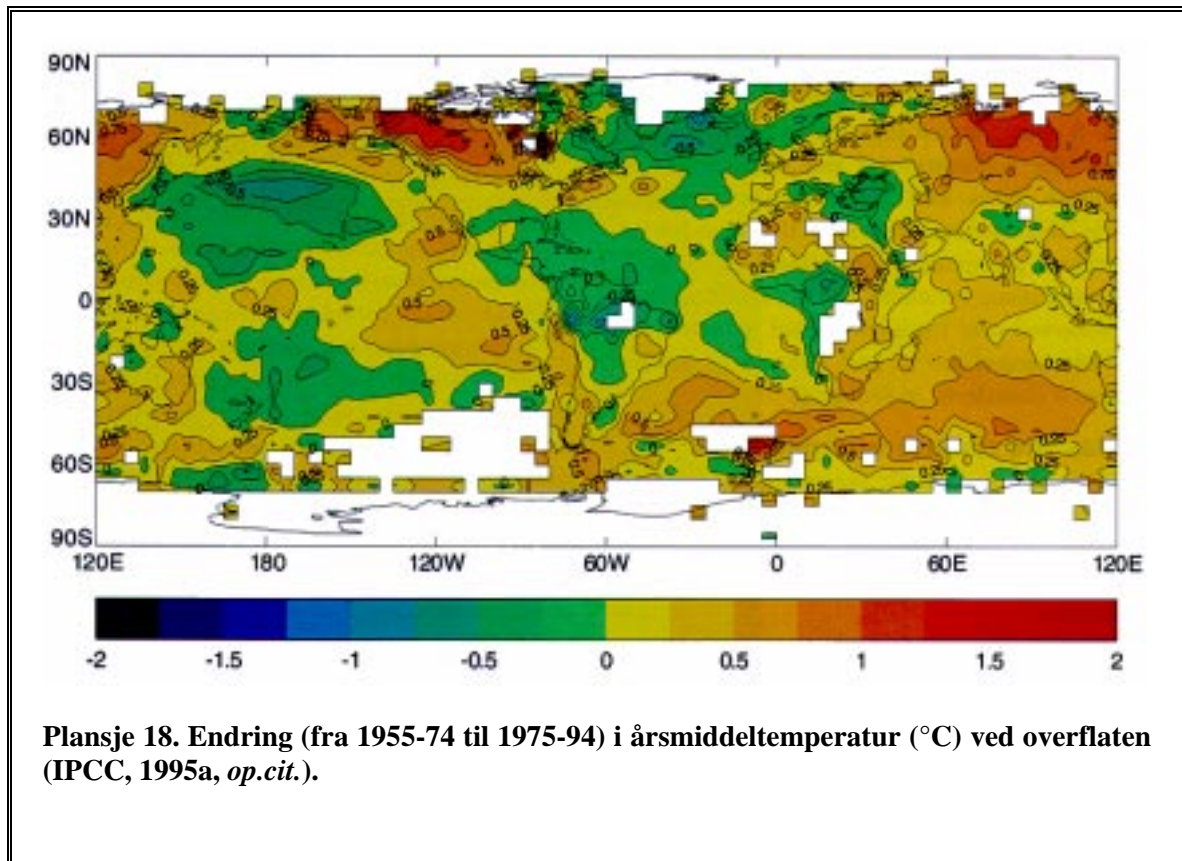 90N
60N
30N
0
30S
60S
90S
120E 180 120W 60W 0 60E 120E
-2 -1.5 -1 -0.5 0 0.5 1 1.5 2
Plansje 18. Endring (fra 1955-74 til 1975-94) i årsmiddeltemperatur (°C) ved overflaten
(IPCC, 1995a, op.cit.).